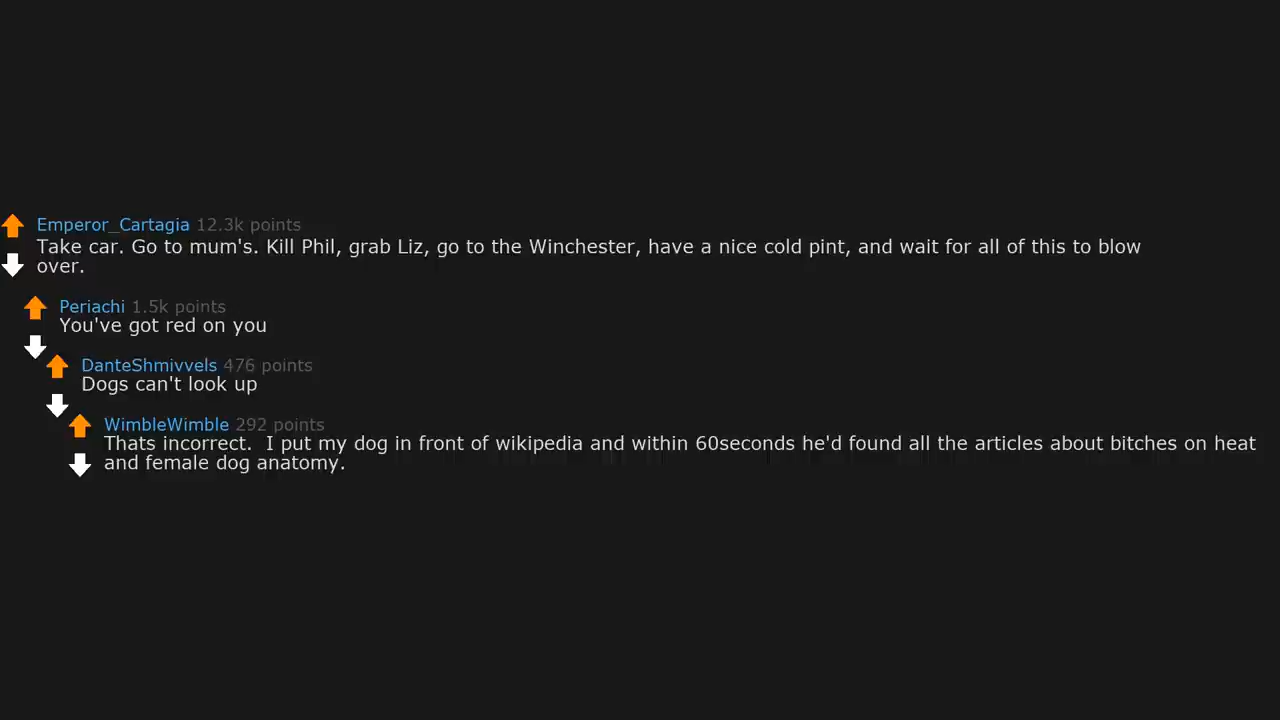 Emperor_Cartagia 12.3k points
Take car. Go to mum's. Kill Phil, grab Liz, go to the Winchester, have a nice cold pint, and wait for all of this to blow
over.
Periachi 1.5k points
You've got red on you
DanteShmivvels 476 points
Dogs can't look up
WimbleWimble 292 points
Thats incorrect.  I put my dog in front of wikipedia and within 60seconds he'd found all the articles about bitches on heat
and female dog anatomy.